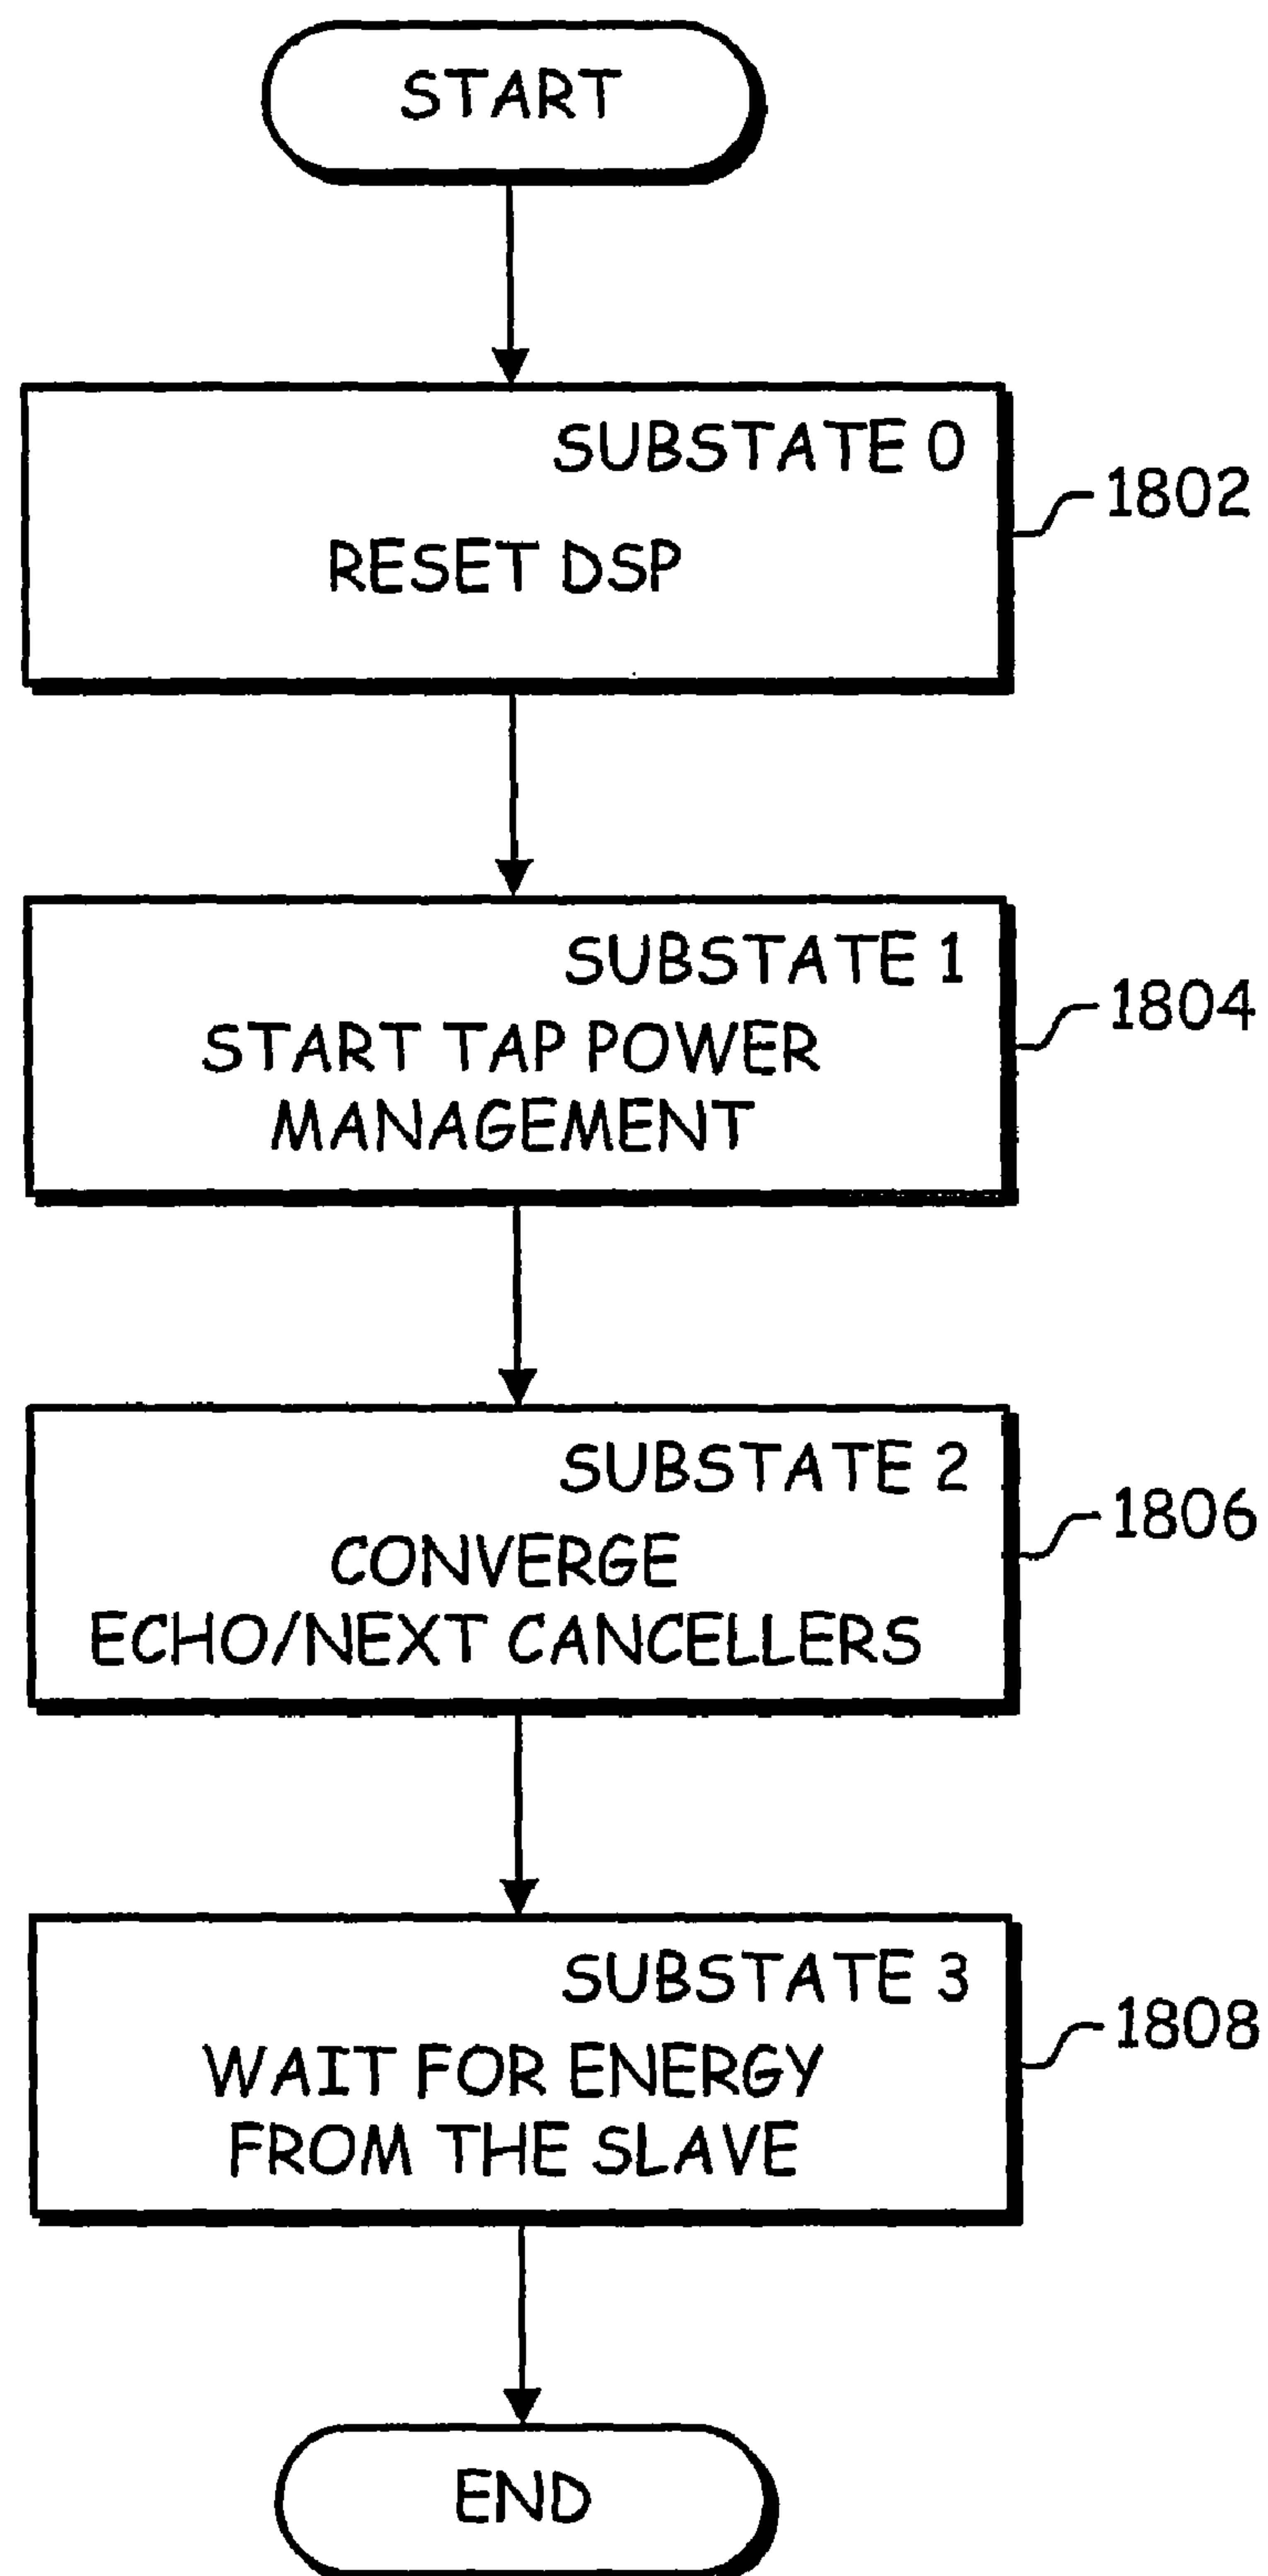 START
SUBSTATE 0
1802
RESET DSP
SUBSTATE 1
1804
START TAP POWER
MANAGEMENT
SUBSTATE 2
1806
CONVERGE
ECHO/NEXT CANCELLERS
SUBSTATE 3
1808
WAIT FOR ENERGY
FROM THE SLAVE
END